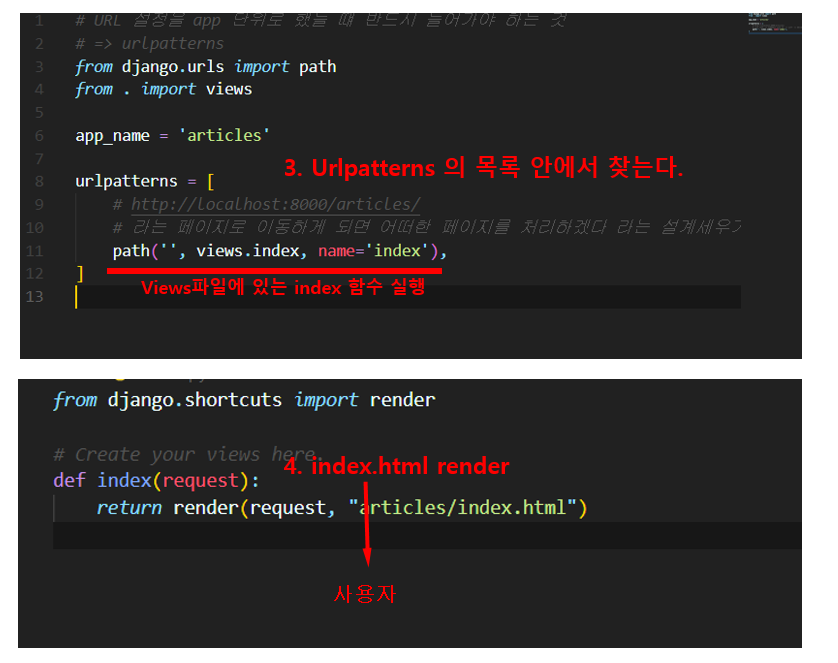 1 # URL 설정을 app 단위로 했을 때 반드시 들어가야 하는 것
2 # => urlpatterns
3 from django.urls import path
4 from . import views
5
6 app_name = 'articles'
7
3. Urlpatterns 의 목록 안에서 찾는다.
8 urlpatterns = [
9 # http://localhost:8000/articles/
10 # 라는 페이지로 이동하게 되면 어떠한 페이지를 처리하겠다 라는 설계세우기
11 path('', views.index, name='index'),
12 ]
Views파일에 있는 index 함수 실행
13
from django.shortcuts import render
# Create your views here.
4. index.html render
def index(request):
return render(request, "articles/index.html")
사용자